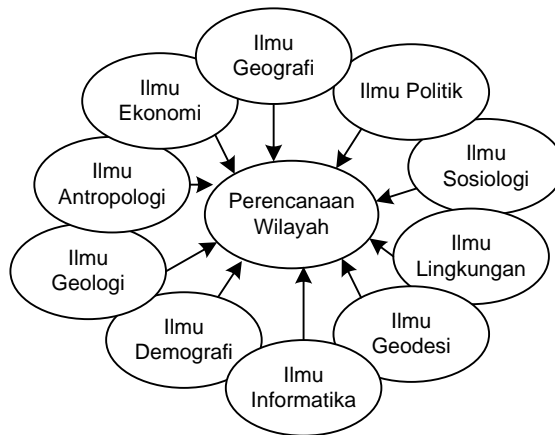 Ilmu
Geografi
Ilmu
Ekonomi
Ilmu Politik
Ilmu
Antropologi
Ilmu
Sosiologi
Perencanaan
Wilayah
Ilmu
Geologi
Ilmu
Lingkungan
Ilmu
Demografi
Ilmu
Geodesi
Ilmu
Informatika